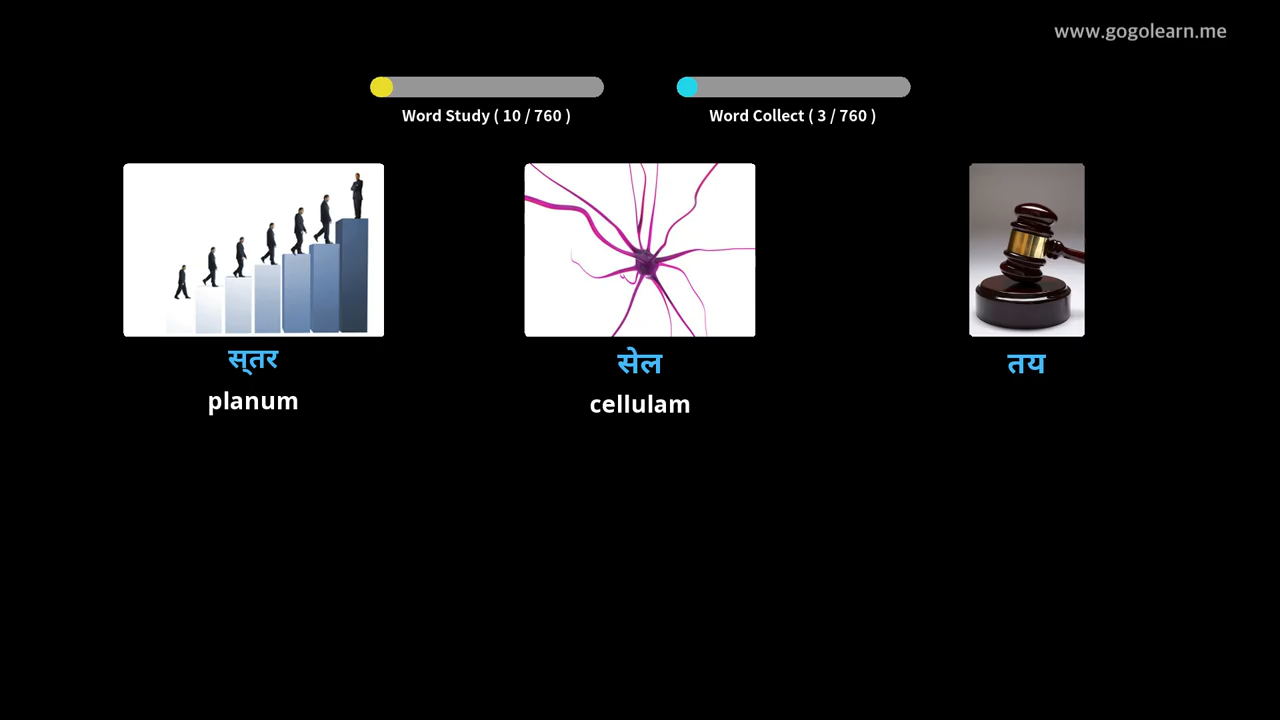 www.gogolearn.me
Word Study ( 10 / 760 )
Word Collect ( 3 / 760 )
स्तर
planum
सेल
cellulam
तय